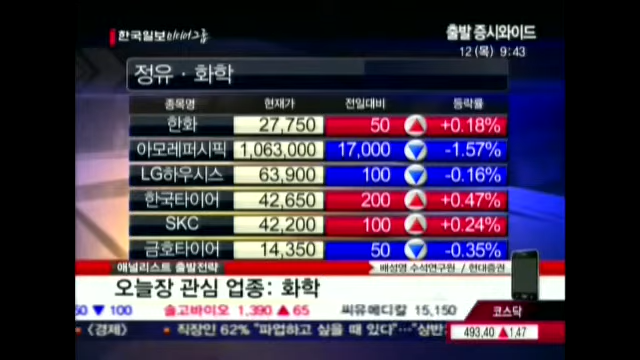 한국일보 미디어그룹
출발 증시와이드
12 (목) 9:43
정유 · 화학
종목명 현재가 전일대비 등락률
한화 27,750 50 ▲ +0.18%
아모레퍼시픽 1,063,000 17,000 ▼ -1.57%
LG하우시스 63,900 100 ▼ -0.16%
한국타이어 42,650 200 ▲ +0.47%
SKC 42,200 100 ▲ +0.24%
금호타이어 14,350 50 ▼ -0.35%
애널리스트 출발전략
배성영 수석연구원 / 현대증권
오늘장 관심 업종: 화학
50 ▼ 100 솔고바이오 1,390 ▲ 65 씨유메디칼 15,150
코스닥
<경제> 직장인 62% "파업하고 싶을 때 있다"…"상반
493.40 ▲1.47